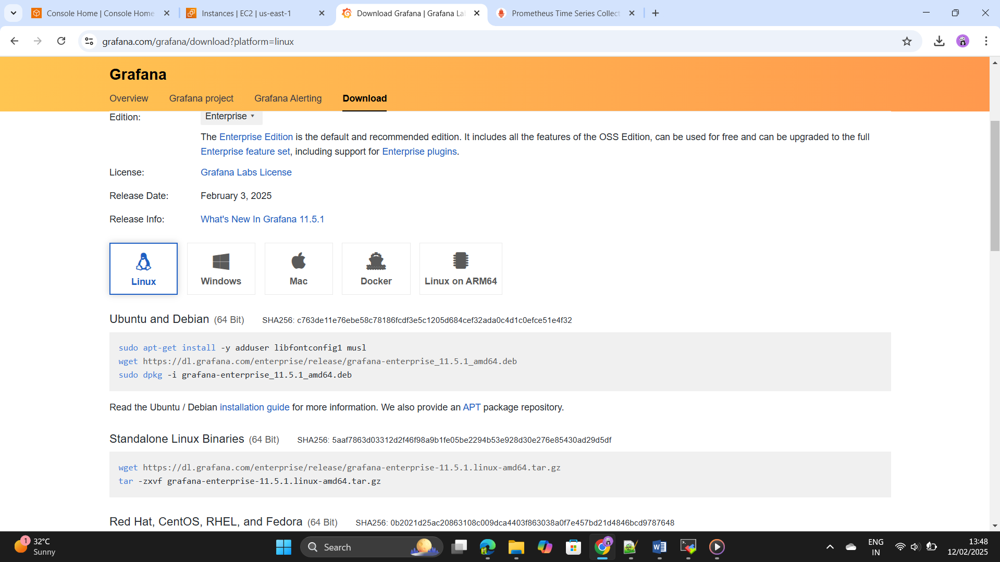 Console Home | Console Home
Instances | EC2 | us-east-1
Download Grafana | Grafana La
Prometheus Time Series Collect
grafana.com/grafana/download?platform=linux
Grafana
Overview
Grafana project
Grafana Alerting
Download
Edition:
Enterprise
The Enterprise Edition is the default and recommended edition. It includes all the features of the OSS Edition, can be used for free and can be upgraded to the full
Enterprise feature set, including support for Enterprise plugins.
License:
Grafana Labs License
Release Date:
February 3, 2025
Release Info:
What's New In Grafana 11.5.1
Linux
Windows
Mac
Docker
Linux on ARM64
Ubuntu and Debian (64 Bit) SHA256: c763de11e76ebe58c78186fcdf3e5c1205d684cef32ada0c4d1c0efce51e4f32
sudo apt-get install -y adduser libfontconfig1 musl
wget https://dl.grafana.com/enterprise/release/grafana-enterprise_11.5.1_amd64.deb
sudo dpkg -i grafana-enterprise_11.5.1_amd64.deb
Read the Ubuntu / Debian installation guide for more information. We also provide an APT package repository.
Standalone Linux Binaries (64 Bit) SHA256: 5aaf7863d03312d2f46f98a9b1fe05be2294b53e928d30e276e85430ad29d5df
wget https://dl.grafana.com/enterprise/release/grafana-enterprise-11.5.1.linux-amd64.tar.gz
tar -zxvf grafana-enterprise-11.5.1.linux-amd64.tar.gz
Red Hat, CentOS, RHEL, and Fedora (64 Bit) SHA256: 0b2021d25ac20863108c009dca4403f863038a0f7e457bd21d4846bcd9787648
1
32°C
Sunny
Search
ENG
IN
13:48
12/02/2025